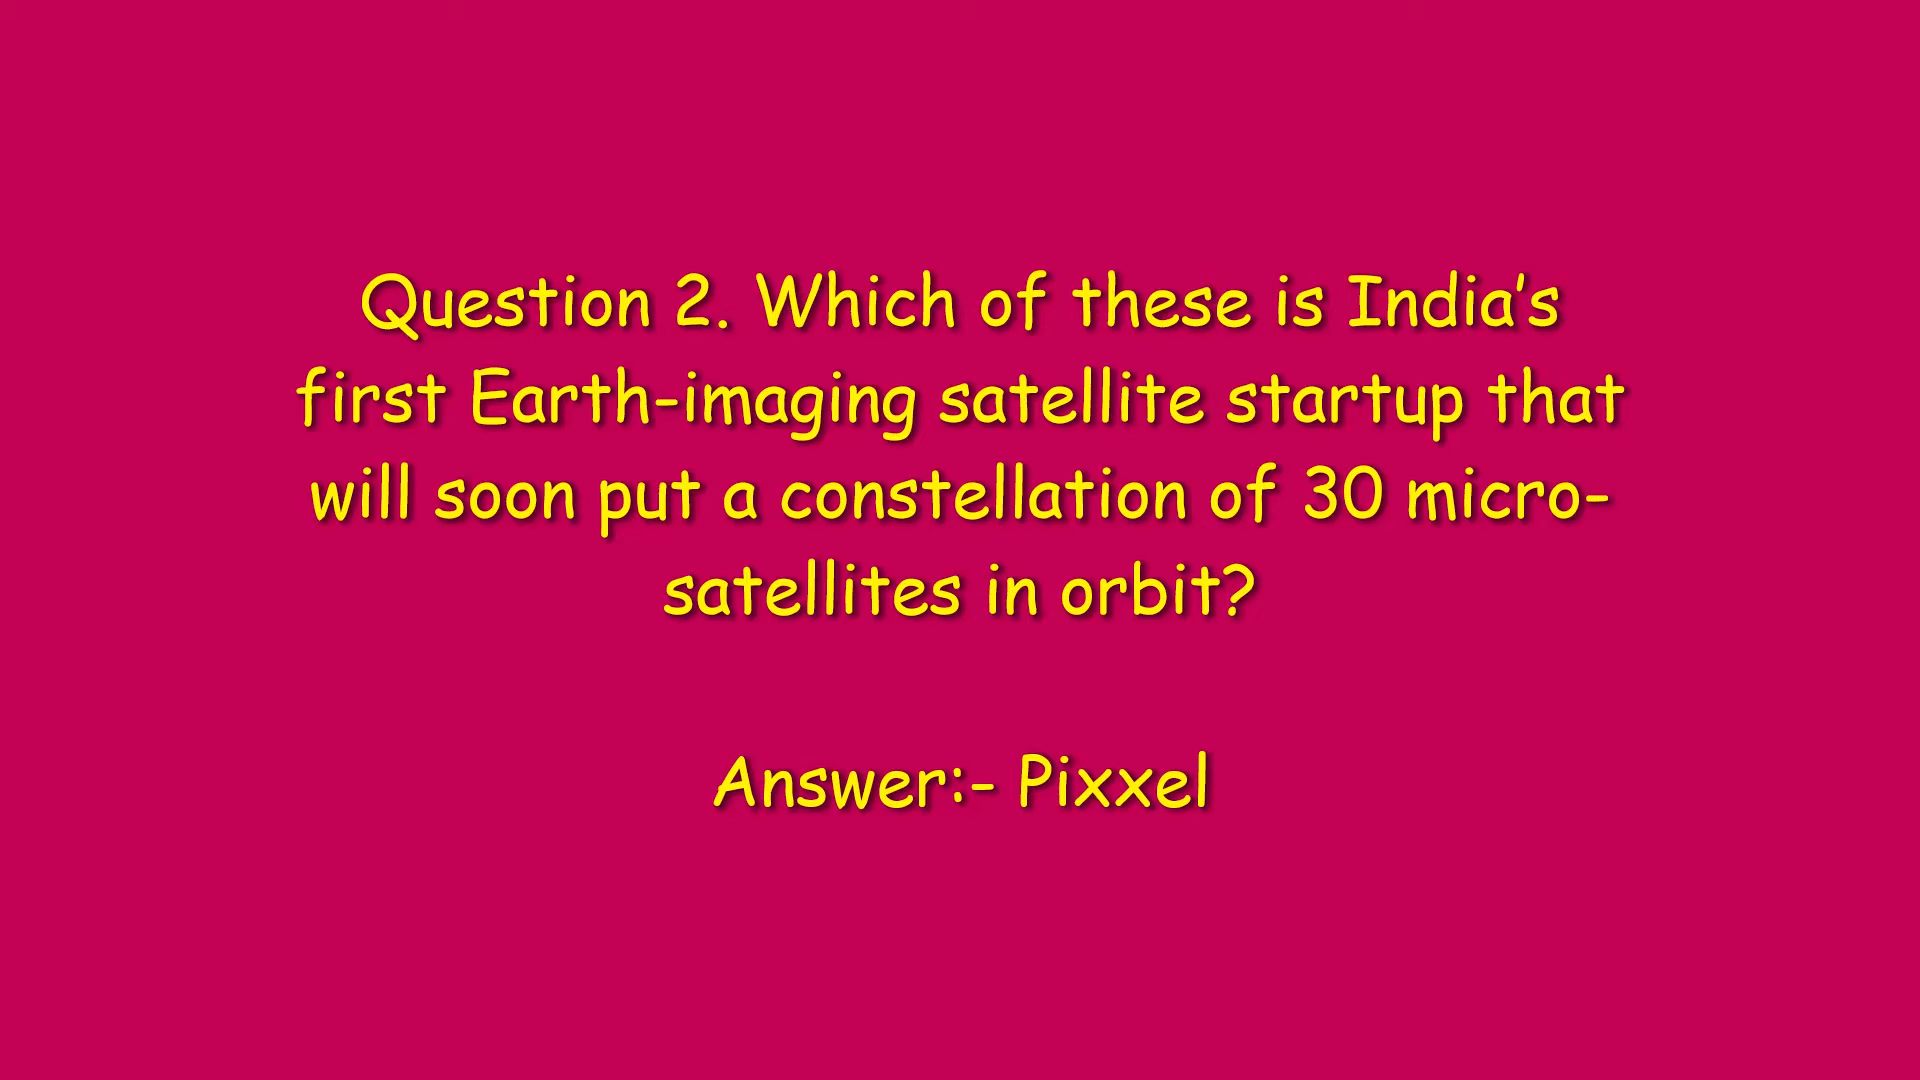 Question 2. Which of these is India’s
first Earth-imaging satellite startup that
will soon put a constellation of 30 micro-
satellites in orbit?
Answer:- Pixxel